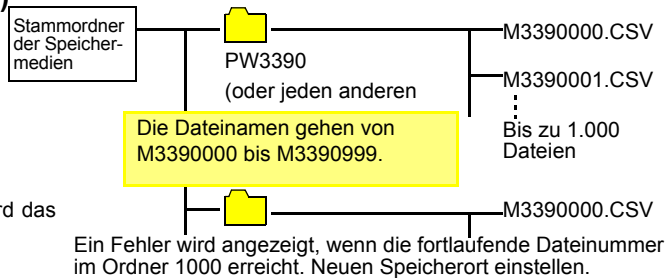 )
Stammordner
der Speicher-
medien
PW3390
(oder jeden anderen
M3390000.CSV
M3390001.CSV
Bis zu 1.000
Dateien
Die Dateinamen gehen von
M3390000 bis M3390999.
rd das
M3390000.CSV
Ein Fehler wird angezeigt, wenn die fortlaufende Dateinummer
im Ordner 1000 erreicht. Neuen Speicherort einstellen.